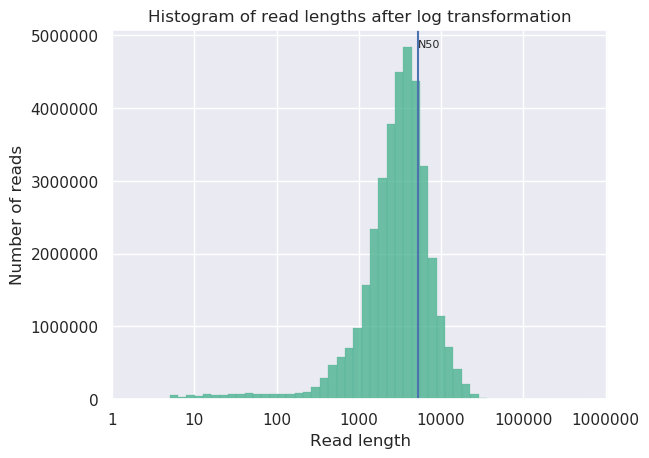 Histogram of read lengths after log transformation
N50
5000000
4000000
3000000
2000000
1000000
0
Number of reads
1 10 100 1000 10000 100000 1000000
Read length